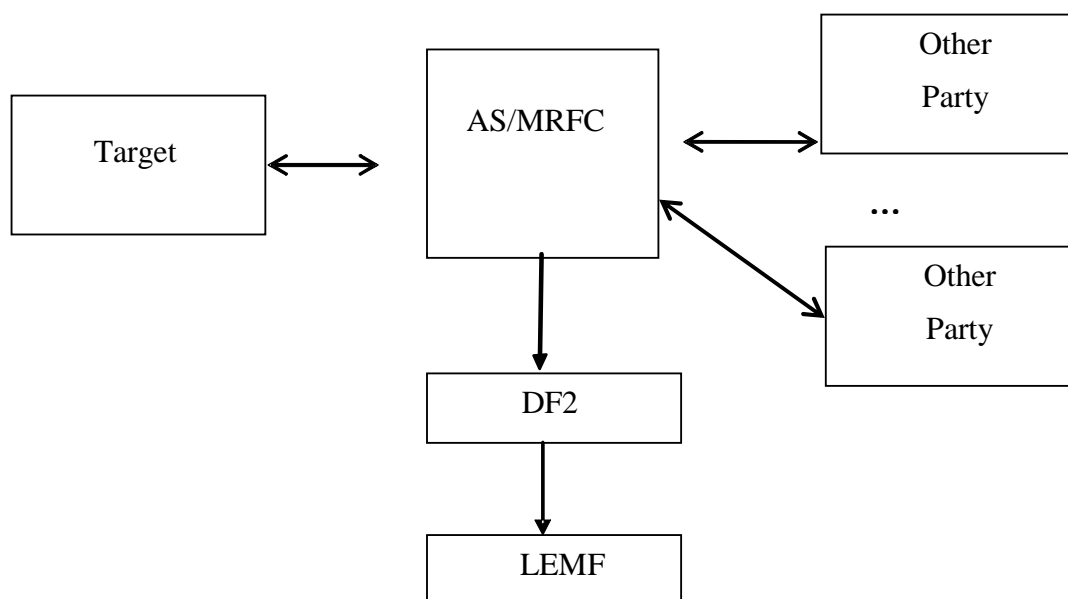 Target
AS/MRFC
Other
Party
...
Other
Party
DF2
LEMF